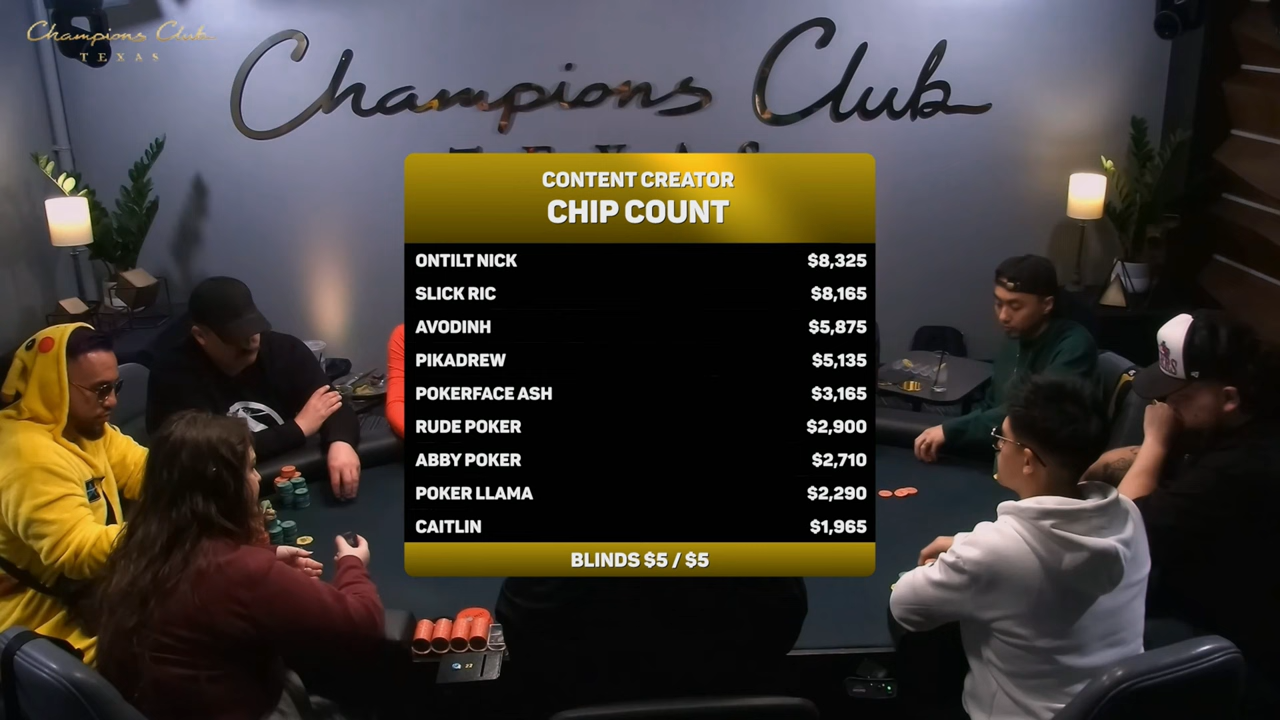 Champions Club
TEXAS
Champions Club
CONTENT CREATOR
CHIP COUNT
ONTILT NICK $8,325
SLICK RIC $8,165
AVODINH $5,875
PIKADREW $5,135
POKERFACE ASH $3,165
RUDE POKER $2,900
ABBY POKER $2,710
POKER LLAMA $2,290
CAITLIN $1,965
BLINDS $5 / $5